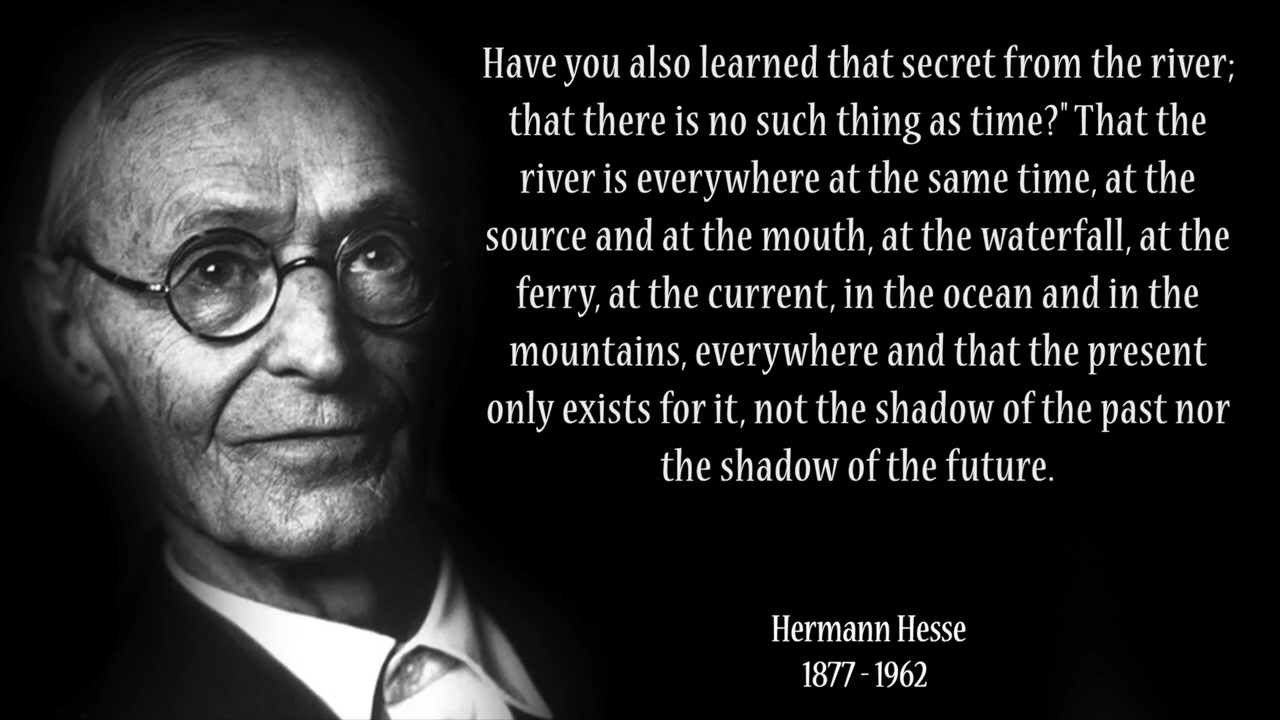 Have you also learned that secret from the river;
that there is no such thing as time?" That the
river is everywhere at the same time, at the
source and at the mouth, at the waterfall, at the
ferry, at the current, in the ocean and in the
mountains, everywhere and that the present
only exists for it, not the shadow of the past nor
the shadow of the future.
Hermann Hesse
1877 - 1962